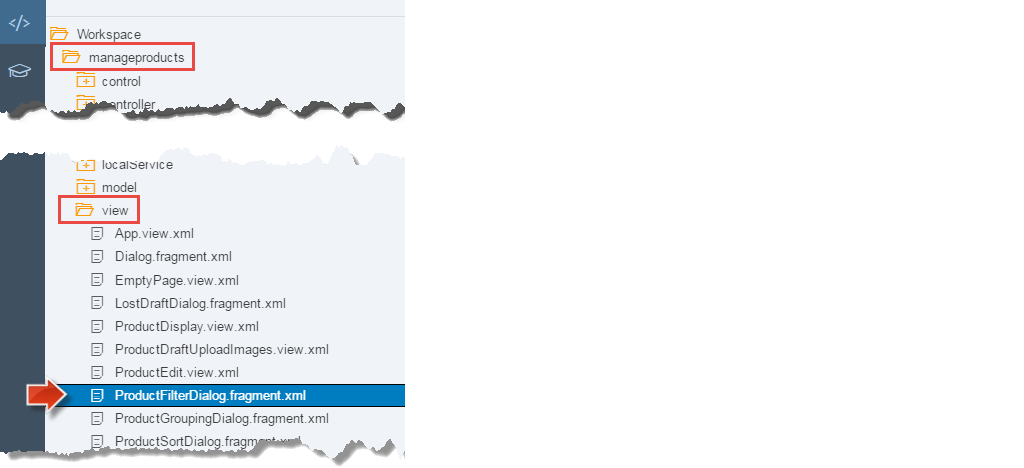 Workspace
manageproducts
control
controller
localService
model
view
App.view.xml
Dialog.fragment.xml
EmptyPage.view.xml
LostDraftDialog.fragment.xml
ProductDisplay.view.xml
ProductDraftUploadImages.view.xml
ProductEdit.view.xml
ProductFilterDialog.fragment.xml
ProductGroupingDialog.fragment.xml
ProductSortDialog.fragment.xml